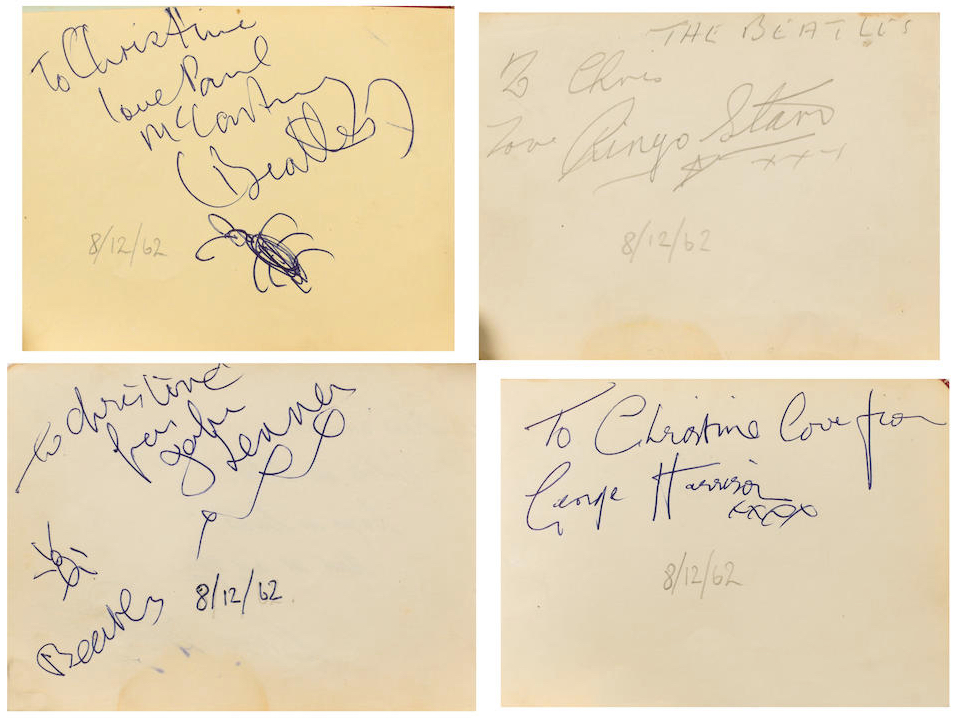 To Christine
love Paul
McCartney
(Beatles)
8/12/62
THE BEATLES
To Chris
Love Ringo Starr
xxx
8/12/62
to christine
from
John Lennon
Beatles
8/12/62
To Christine Love from
George Harrison
xxxx
8/12/62